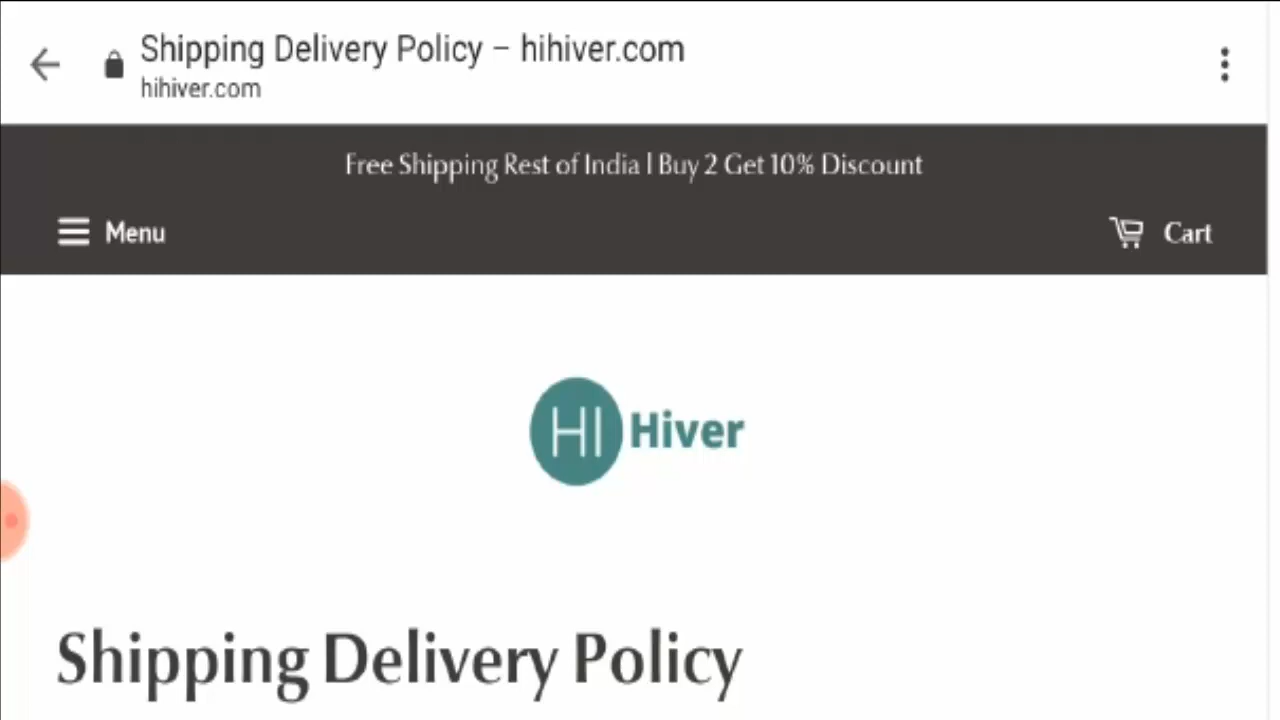 Shipping Delivery Policy – hihiver.com
hihiver.com
Free Shipping Rest of India | Buy 2 Get 10% Discount
Menu
Cart
HI Hiver
Shipping Delivery Policy